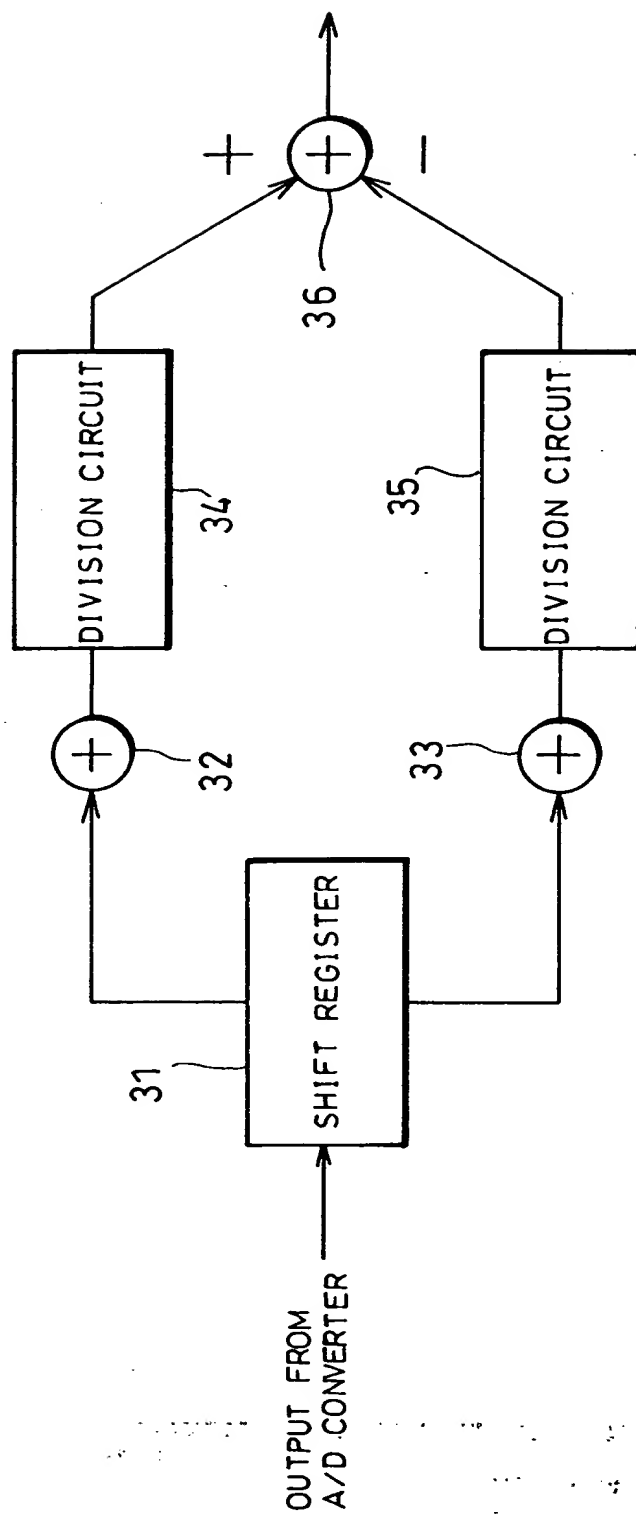 OUTPUT FROM
A/D CONVERTER
31
SHIFT REGISTER
32
33
DIVISION CIRCUIT
34
35
DIVISION CIRCUIT
36
+
−